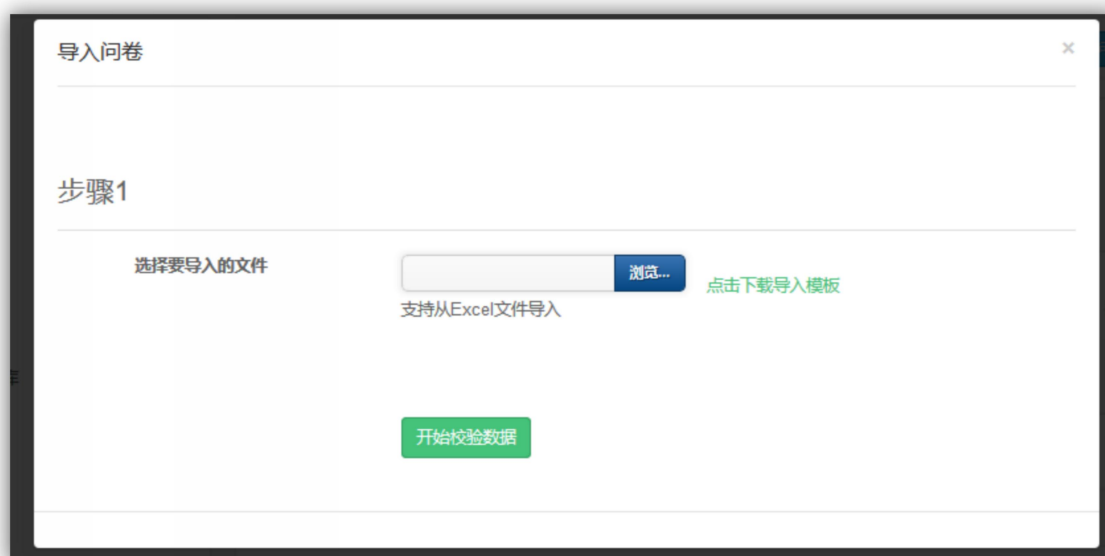 导入问卷
×
步骤1
选择要导入的文件
浏览...
点击下载导入模板
支持从Excel文件导入
开始校验数据